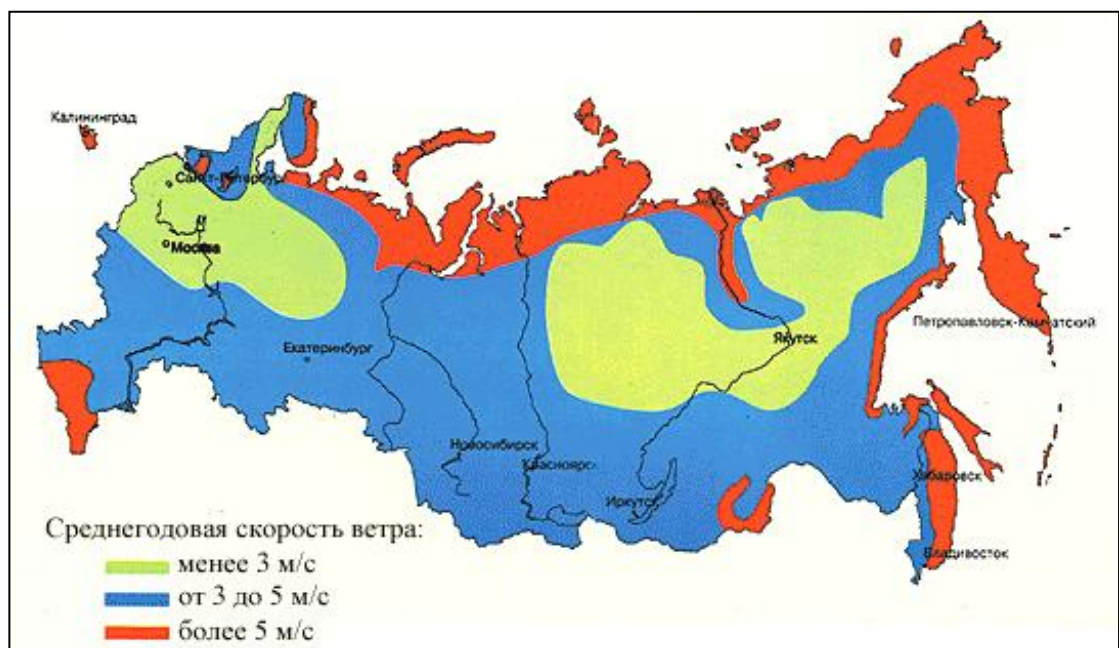 Калининград
Санкт-Петербург
Москва
Петропавловск-Камчатский
Якутск
Екатеринбург
Новосибирск
Красноярск
Иркутск
Хабаровск
Владивосток
Среднегодовая скорость ветра:
менее 3 м/с
от 3 до 5 м/с
более 5 м/с